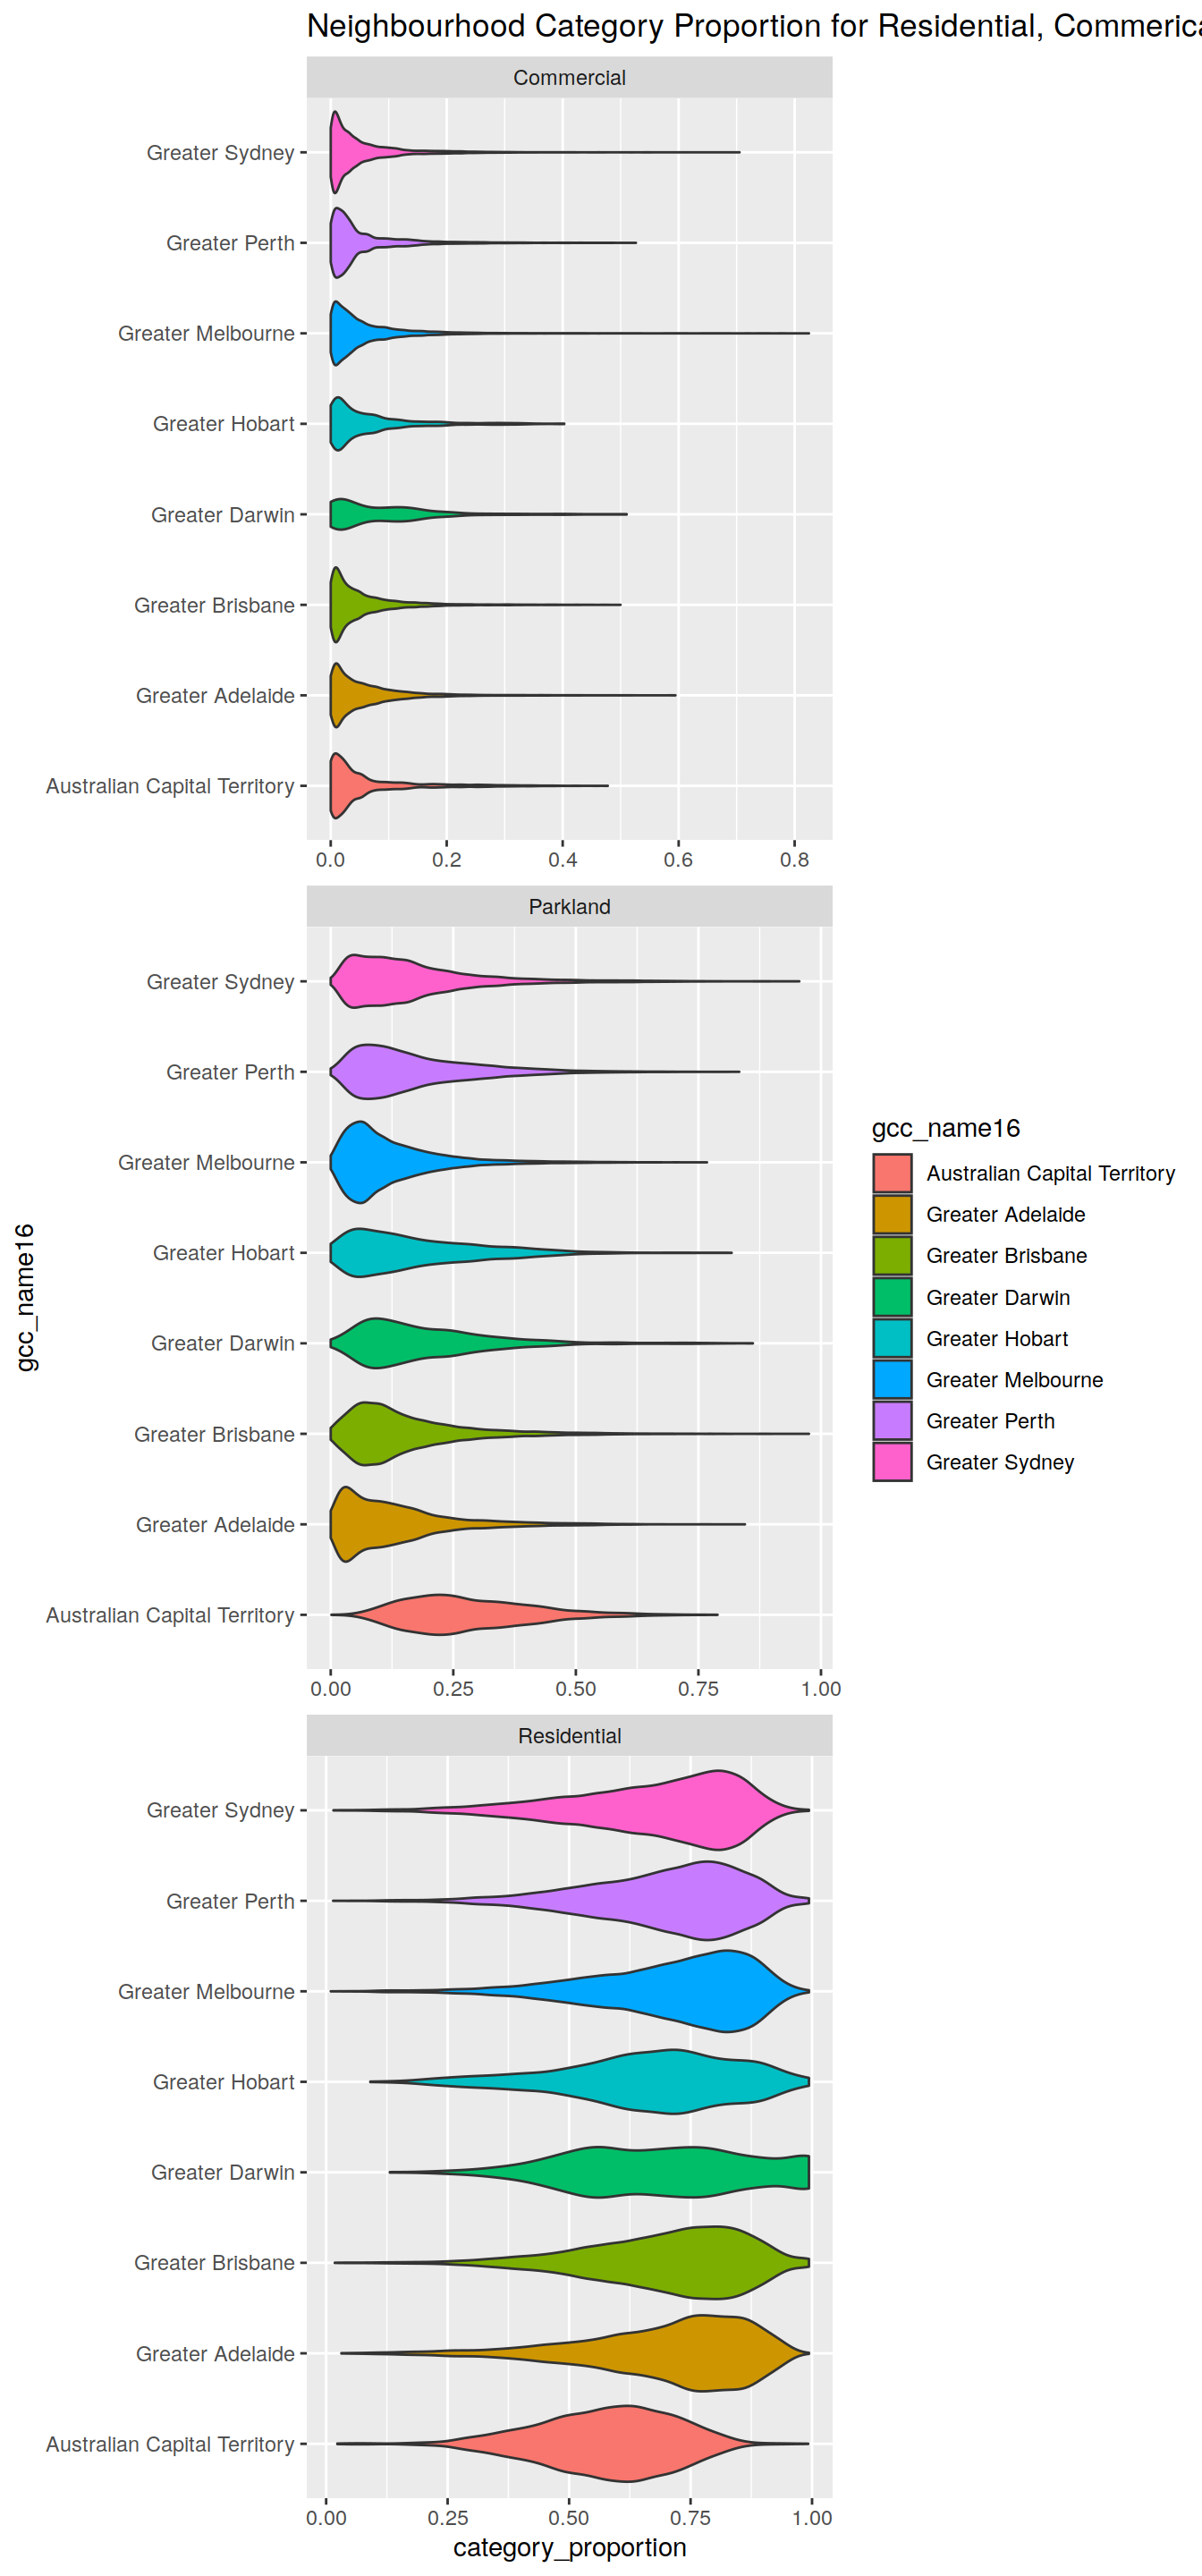 Neighbourhood Category Proportion for Residential, Commerica
Commercial
Greater Sydney
Greater Perth
Greater Melbourne
Greater Hobart
Greater Darwin
Greater Brisbane
Greater Adelaide
Australian Capital Territory
0.0 0.2 0.4 0.6 0.8
Parkland
Greater Sydney
Greater Perth
Greater Melbourne
Greater Hobart
Greater Darwin
Greater Brisbane
Greater Adelaide
Australian Capital Territory
0.00 0.25 0.50 0.75 1.00
Residential
Greater Sydney
Greater Perth
Greater Melbourne
Greater Hobart
Greater Darwin
Greater Brisbane
Greater Adelaide
Australian Capital Territory
0.00 0.25 0.50 0.75 1.00
category_proportion
gcc_name16
gcc_name16
Australian Capital Territory
Greater Adelaide
Greater Brisbane
Greater Darwin
Greater Hobart
Greater Melbourne
Greater Perth
Greater Sydney